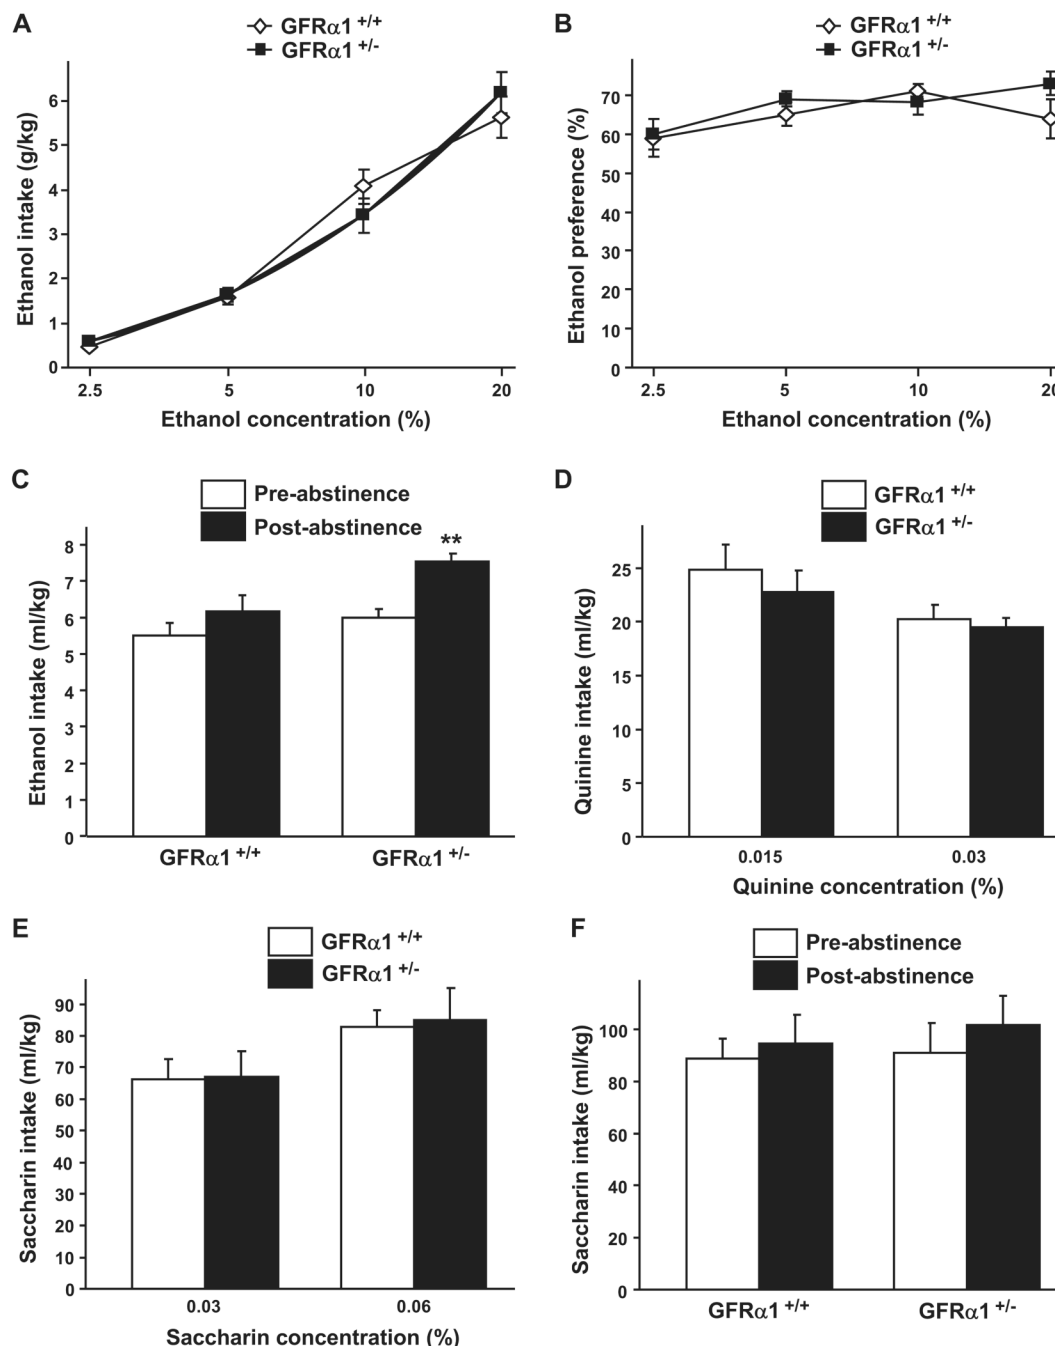 A
GFRα1 +/+
GFRα1 +/-
Ethanol intake (g/kg)
6
5
4
3
2
1
0
2.5 5 10 20
Ethanol concentration (%)
B
GFRα1 +/+
GFRα1 +/-
Ethanol preference (%)
70
60
50
40
30
20
10
0
2.5 5 10 20
Ethanol concentration (%)
C
Pre-abstinence
Post-abstinence
**
Ethanol intake (ml/kg)
8
7
6
5
4
3
2
1
0
GFRα1 +/+ GFRα1 +/-
D
GFRα1 +/+
GFRα1 +/-
Quinine intake (ml/kg)
25
20
15
10
5
0
0.015 0.03
Quinine concentration (%)
E
GFRα1 +/+
GFRα1 +/-
Saccharin intake (ml/kg)
90
80
70
60
50
40
30
20
10
0
0.03 0.06
Saccharin concentration (%)
F
Pre-abstinence
Post-abstinence
Saccharin intake (ml/kg)
100
80
60
40
20
0
GFRα1 +/+ GFRα1 +/-